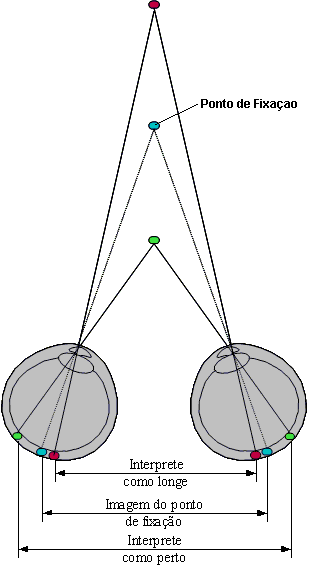 Ponto de Fixaçao
Interprete
como longe
Imagem do ponto
de fixação
Interprete
como perto